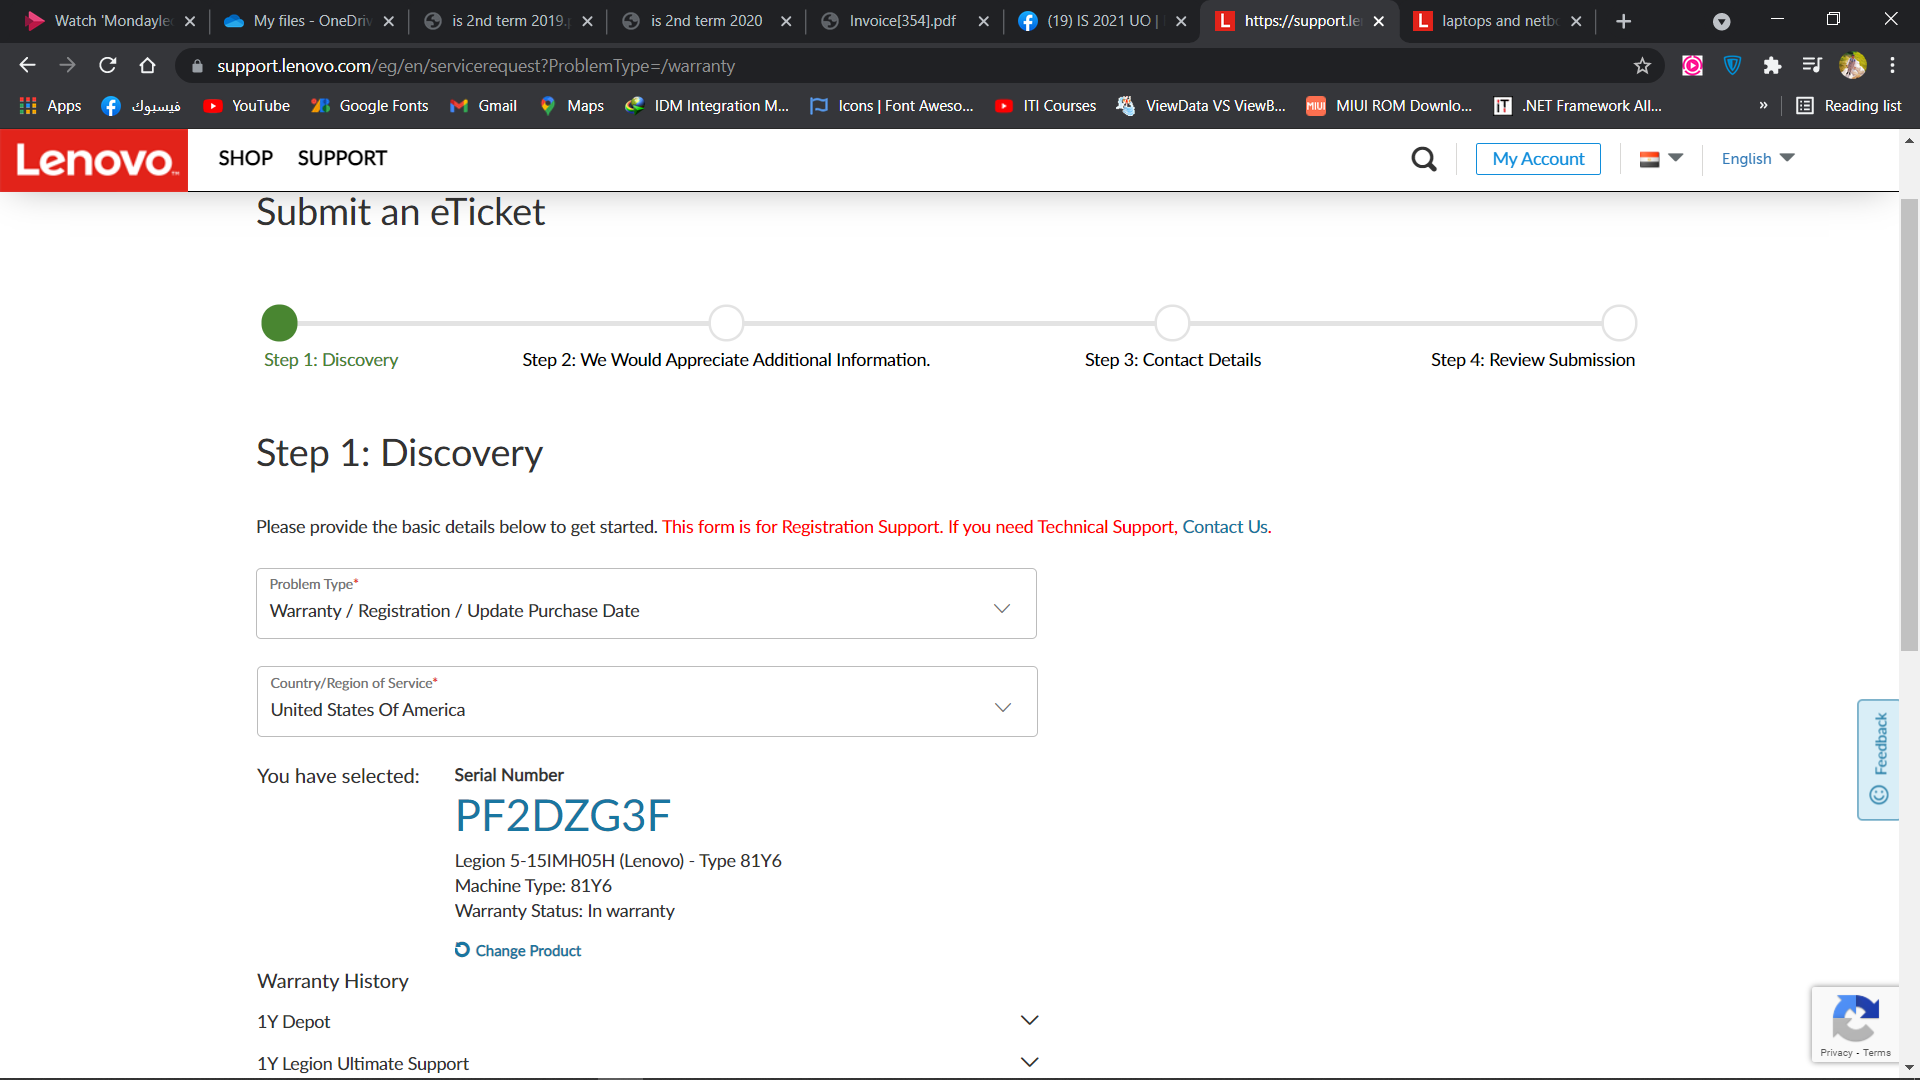 Watch 'Mondayle
My files - OneDriv
is 2nd term 2019.p
is 2nd term 2020
Invoice[354].pdf
(19) IS 2021 UO |
https://support.le
laptops and netbo
support.lenovo.com/eg/en/servicerequest?ProblemType=/warranty
Apps
فيسبوك
YouTube
Google Fonts
Gmail
Maps
IDM Integration M...
Icons | Font Aweso...
ITI Courses
ViewData VS ViewB...
MIUI ROM Downlo...
.NET Framework All...
»
Reading list
Lenovo
SHOP
SUPPORT
My Account
English
Submit an eTicket
Step 1: Discovery
Step 2: We Would Appreciate Additional Information.
Step 3: Contact Details
Step 4: Review Submission
Step 1: Discovery
Please provide the basic details below to get started. This form is for Registration Support. If you need Technical Support, Contact Us.
Problem Type*
Warranty / Registration / Update Purchase Date
Country/Region of Service*
United States Of America
You have selected:
Serial Number
PF2DZG3F
Legion 5-15IMH05H (Lenovo) - Type 81Y6
Machine Type: 81Y6
Warranty Status: In warranty
Change Product
Warranty History
1Y Depot
1Y Legion Ultimate Support
Feedback
Privacy - Terms